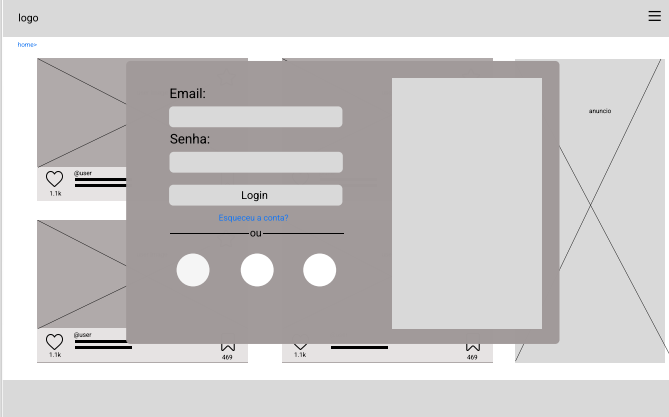 logo
home>
Email:
Senha:
Login
Esqueceu a conta?
ou
anuncio
@user
1.1k
@user
1.1k
469
1.1k
469